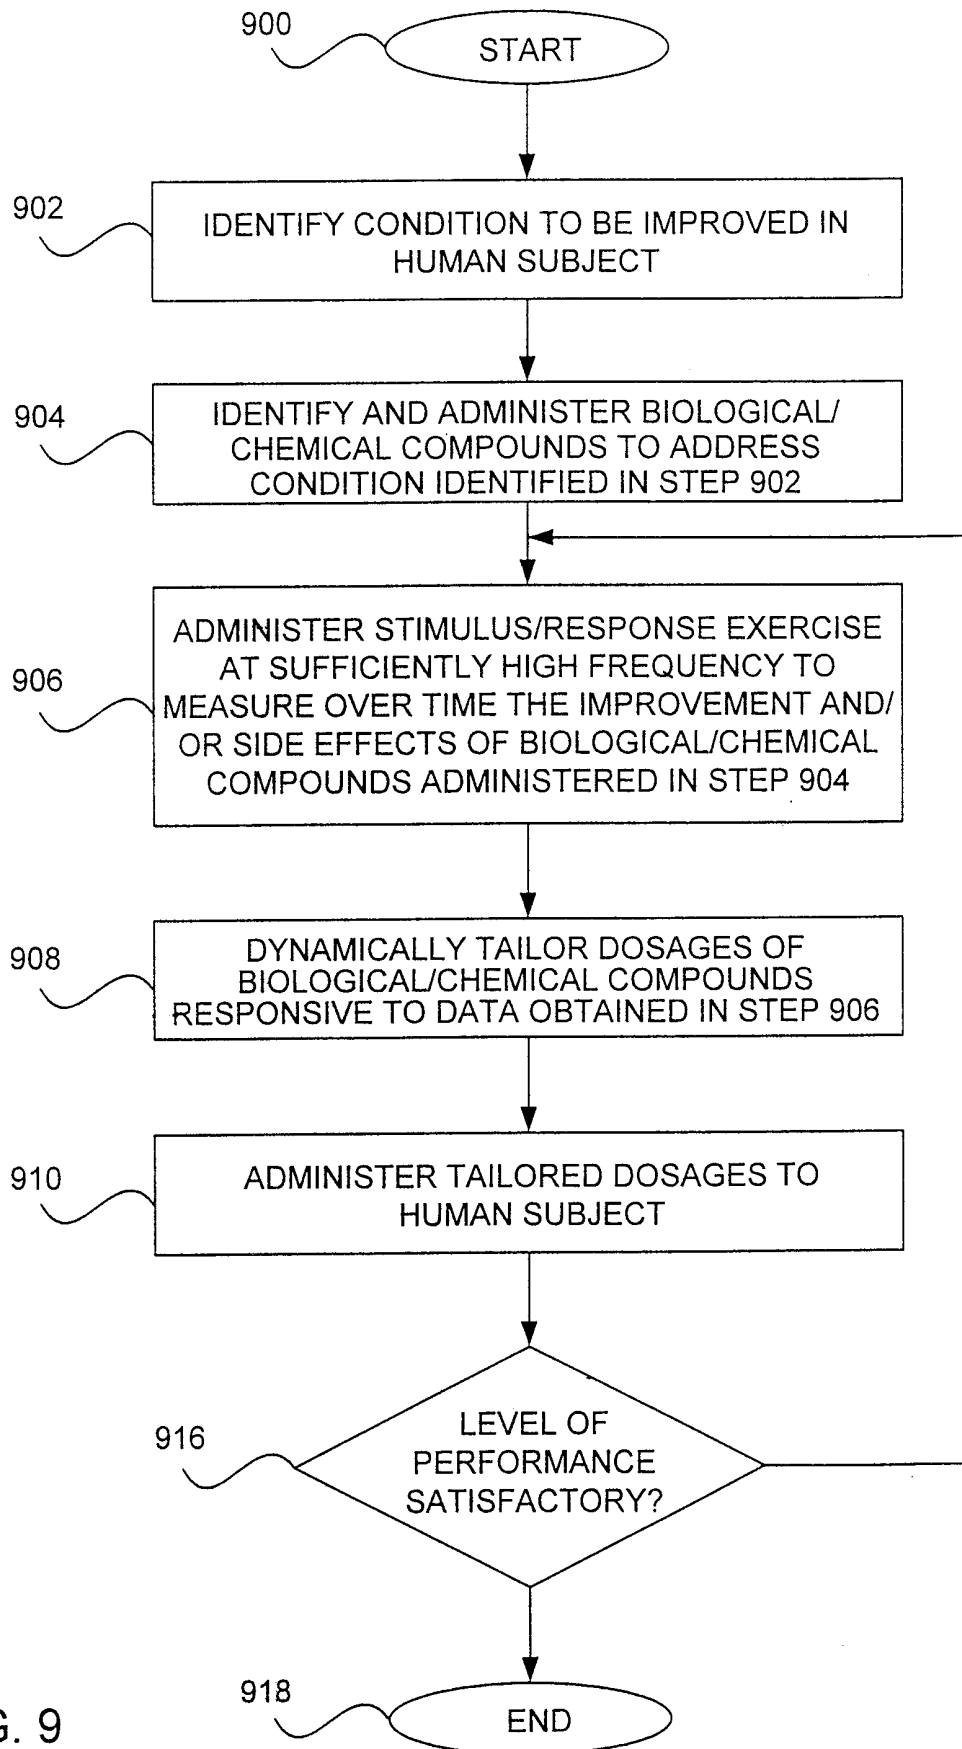 900
START
902
IDENTIFY CONDITION TO BE IMPROVED IN
HUMAN SUBJECT
904
IDENTIFY AND ADMINISTER BIOLOGICAL/
CHEMICAL COMPOUNDS TO ADDRESS
CONDITION IDENTIFIED IN STEP 902
906
ADMINISTER STIMULUS/RESPONSE EXERCISE
AT SUFFICIENTLY HIGH FREQUENCY TO
MEASURE OVER TIME THE IMPROVEMENT AND/
OR SIDE EFFECTS OF BIOLOGICAL/CHEMICAL
COMPOUNDS ADMINISTERED IN STEP 904
908
DYNAMICALLY TAILOR DOSAGES OF
BIOLOGICAL/CHEMICAL COMPOUNDS
RESPONSIVE TO DATA OBTAINED IN STEP 906
910
ADMINISTER TAILORED DOSAGES TO
HUMAN SUBJECT
916
LEVEL OF
PERFORMANCE
SATISFACTORY?
918
END
G. 9